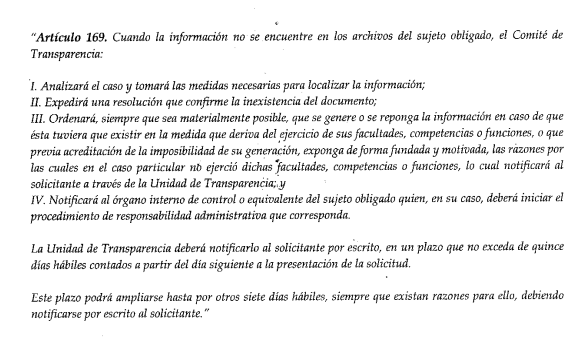 "Artículo 169. Cuando la información no se encuentre en los archivos del sujeto obligado, el Comité de
Transparencia:
I. Analizará el caso y tomará las medidas necesarias para localizar la información;
II. Expedirá una resolución que confirme la inexistencia del documento;
III. Ordenará, siempre que sea materialmente posible, que se genere o se reponga la información en caso de que
ésta tuviera que existir en la medida que deriva del ejercicio de sus facultades, competencias o funciones, o que
previa acreditación de la imposibilidad de su generación, exponga de forma fundada y motivada, las razones por
las cuales en el caso particular no ejerció dichas facultades, competencias o funciones, lo cual notificará al
solicitante a través de la Unidad de Transparencia; y
IV. Notificará al órgano interno de control o equivalente del sujeto obligado quien, en su caso, deberá iniciar el
procedimiento de responsabilidad administrativa que corresponda.
La Unidad de Transparencia deberá notificarlo al solicitante por escrito, en un plazo que no exceda de quince
días hábiles contados a partir del día siguiente a la presentación de la solicitud.
Este plazo podrá ampliarse hasta por otros siete días hábiles, siempre que existan razones para ello, debiendo
notificarse por escrito al solicitante."